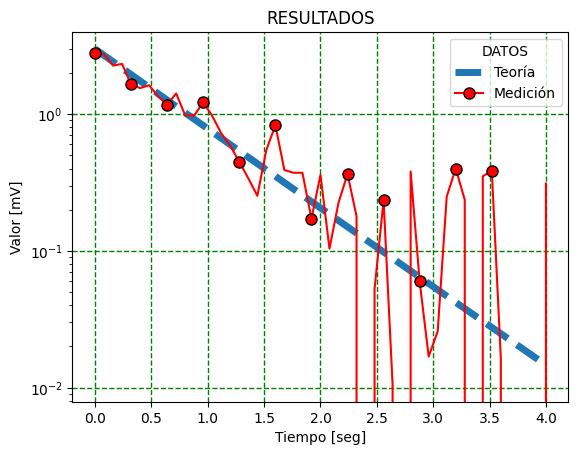 RESULTADOS
DATOS
Teoría
Medición
Valor [mV]
10⁰
10⁻¹
10⁻²
0.0 0.5 1.0 1.5 2.0 2.5 3.0 3.5 4.0
Tiempo [seg]